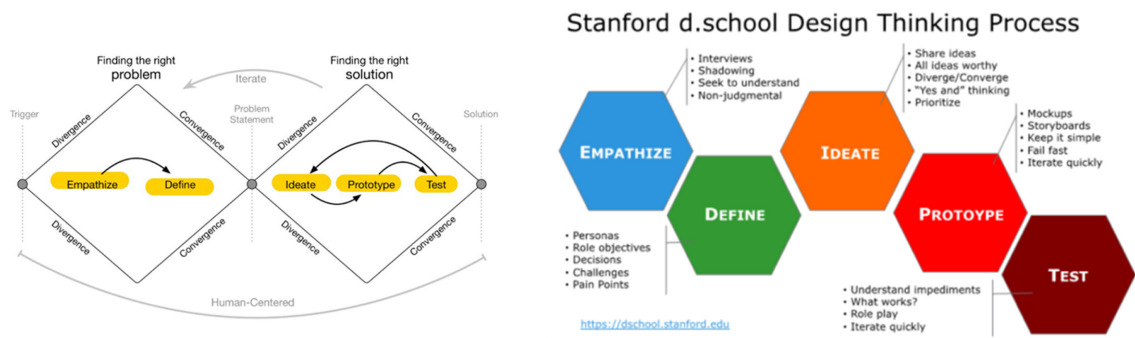 Finding the right
problem
Iterate
Finding the right
solution
Trigger
Divergence
Convergence
Problem
Statement
Divergence
Convergence
Solution
Empathize
Define
Ideate
Prototype
Test
Divergence
Convergence
Divergence
Convergence
Human-Centered
Stanford d.school Design Thinking Process
• Interviews
• Shadowing
• Seek to understand
• Non-judgmental
• Share ideas
• All ideas worthy
• Diverge/Converge
• “Yes and” thinking
• Prioritize
• Mockups
• Storyboards
• Keep it simple
• Fail fast
• Iterate quickly
EMPATHIZE
IDEATE
DEFINE
PROTOYPE
TEST
• Personas
• Role objectives
• Decisions
• Challenges
• Pain Points
• Understand impediments
• What works?
• Role play
• Iterate quickly
https://dschool.stanford.edu